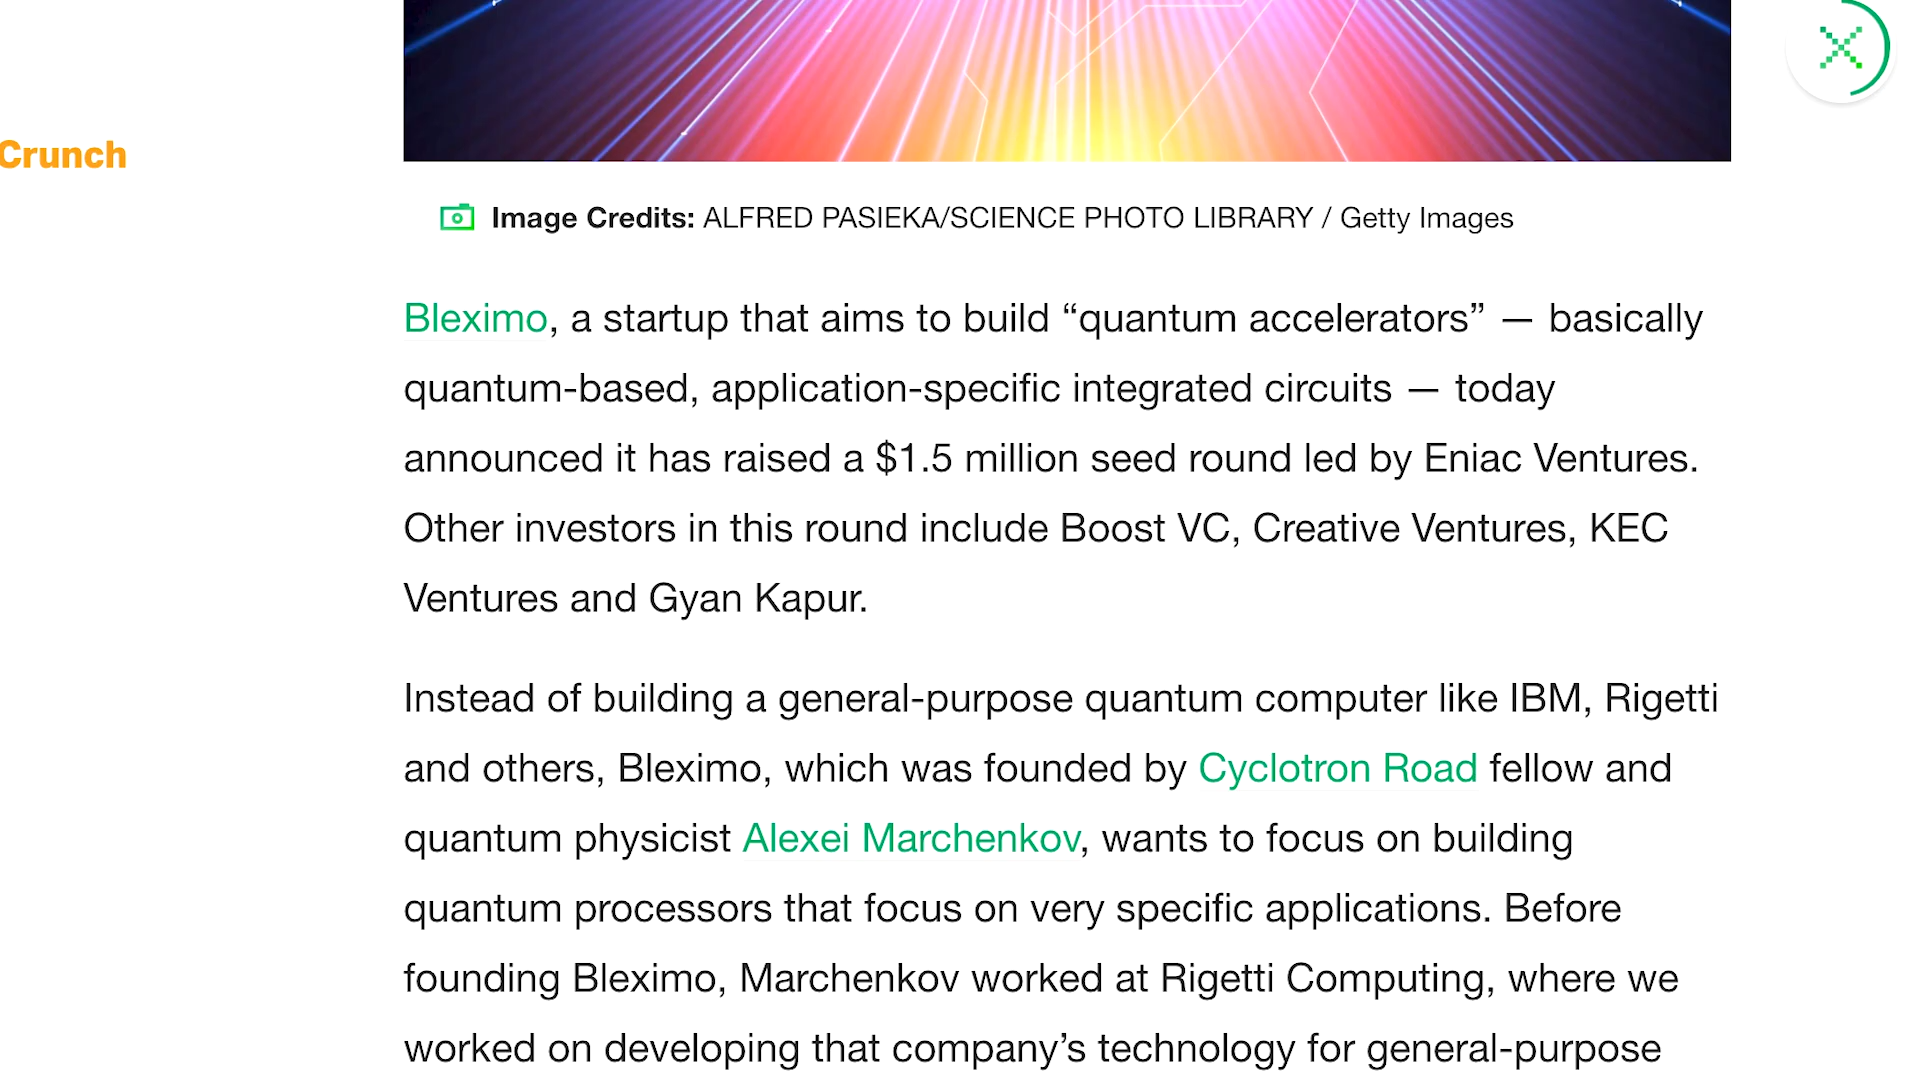 Crunch
Image Credits: ALFRED PASIEKA/SCIENCE PHOTO LIBRARY / Getty Images
Bleximo, a startup that aims to build “quantum accelerators” — basically
quantum-based, application-specific integrated circuits — today
announced it has raised a $1.5 million seed round led by Eniac Ventures.
Other investors in this round include Boost VC, Creative Ventures, KEC
Ventures and Gyan Kapur.
Instead of building a general-purpose quantum computer like IBM, Rigetti
and others, Bleximo, which was founded by Cyclotron Road fellow and
quantum physicist Alexei Marchenkov, wants to focus on building
quantum processors that focus on very specific applications. Before
founding Bleximo, Marchenkov worked at Rigetti Computing, where we
worked on developing that company’s technology for general-purpose